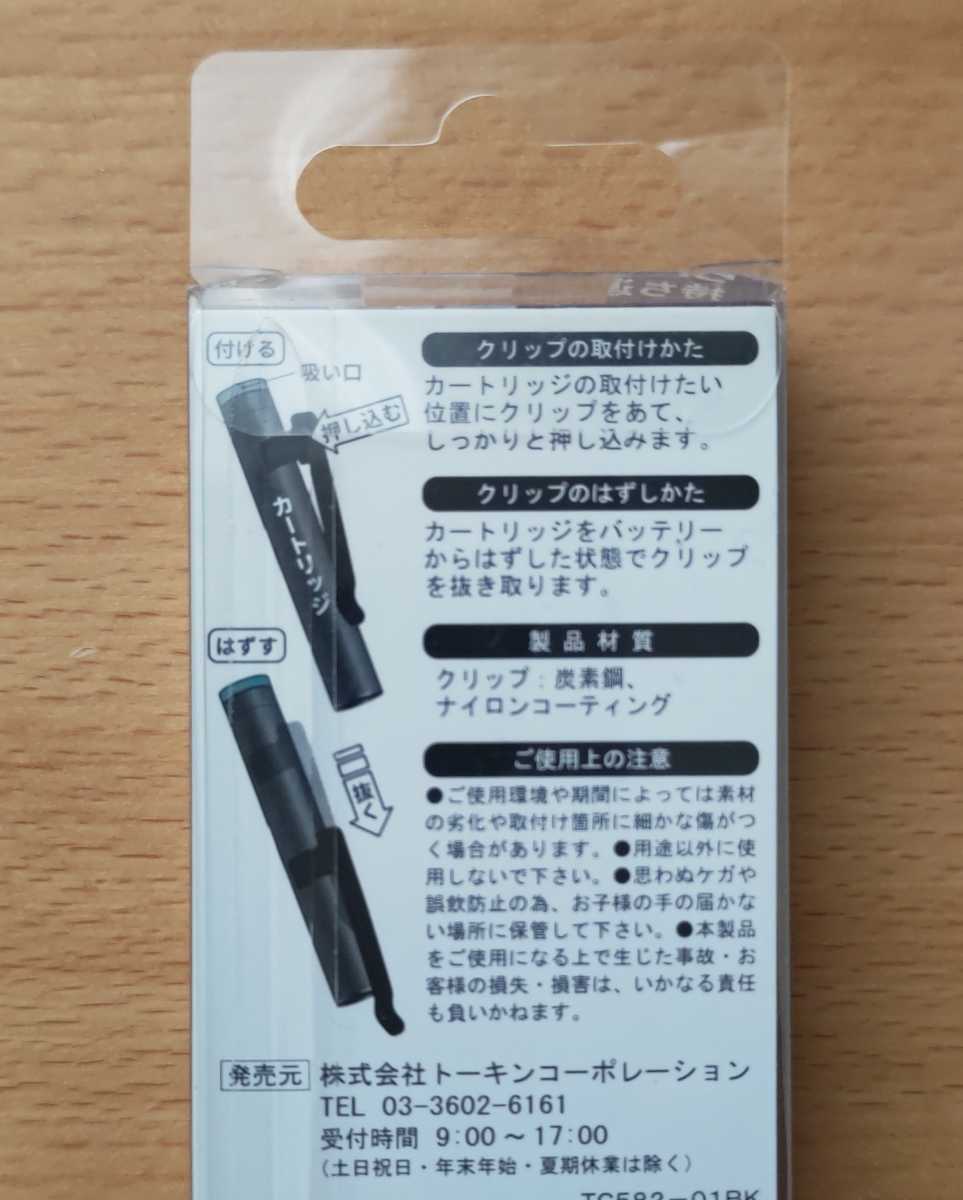 持ち
付ける
吸い口
押し込む
カートリッジ
クリップの取付けかた
カートリッジの取付けたい
位置にクリップをあて、
しっかりと押し込みます。
クリップのはずしかた
カートリッジをバッテリー
からはずした状態でクリップ
を抜き取ります。
はずす
抜く
製品材質
クリップ：炭素鋼、
ナイロンコーティング
ご使用上の注意
●ご使用環境や期間によっては素材
の劣化や取付け箇所に細かな傷がつ
く場合があります。●用途以外に使
用しないで下さい。●思わぬケガや
誤飲防止の為、お子様の手の届かな
い場所に保管して下さい。●本製品
をご使用になる上で生じた事故・お
客様の損失・損害は、いかなる責任
も負いかねます。
発売元 株式会社トーキンコーポレーション
TEL 03-3602-6161
受付時間 9:00～17:00
（土日祝日・年末年始・夏期休業は除く）
TC582-01BK